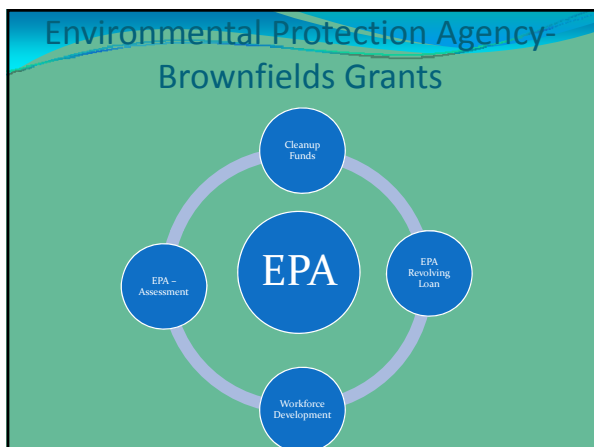 Environmental Protection Agency-
Brownfields Grants
Cleanup
Funds
EPA –
Assessment
EPA
EPA
Revolving
Loan
Workforce
Development